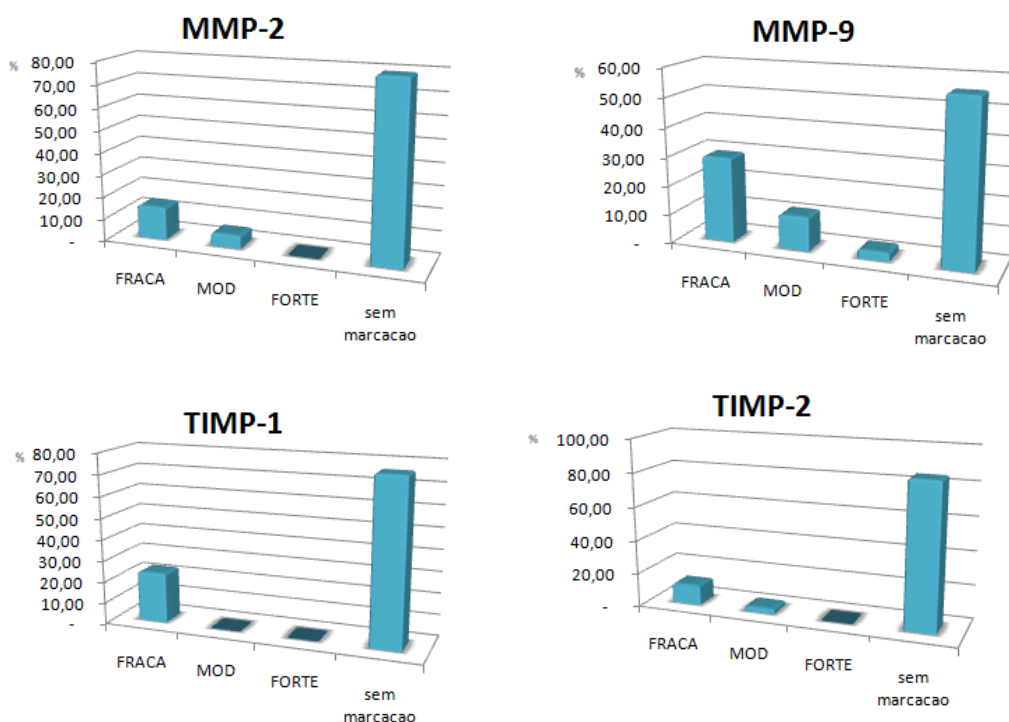 MMP-2
%
80,00
70,00
60,00
50,00
40,00
30,00
20,00
10,00
-
FRACA
MOD
FORTE
sem
marcacao
MMP-9
%
60,00
50,00
40,00
30,00
20,00
10,00
-
FRACA
MOD
FORTE
sem
marcacao
TIMP-1
%
80,00
70,00
60,00
50,00
40,00
30,00
20,00
10,00
-
FRACA
MOD
FORTE
sem
marcacao
TIMP-2
%
100,00
80,00
60,00
40,00
20,00
-
FRACA
MOD
FORTE
sem
marcacao